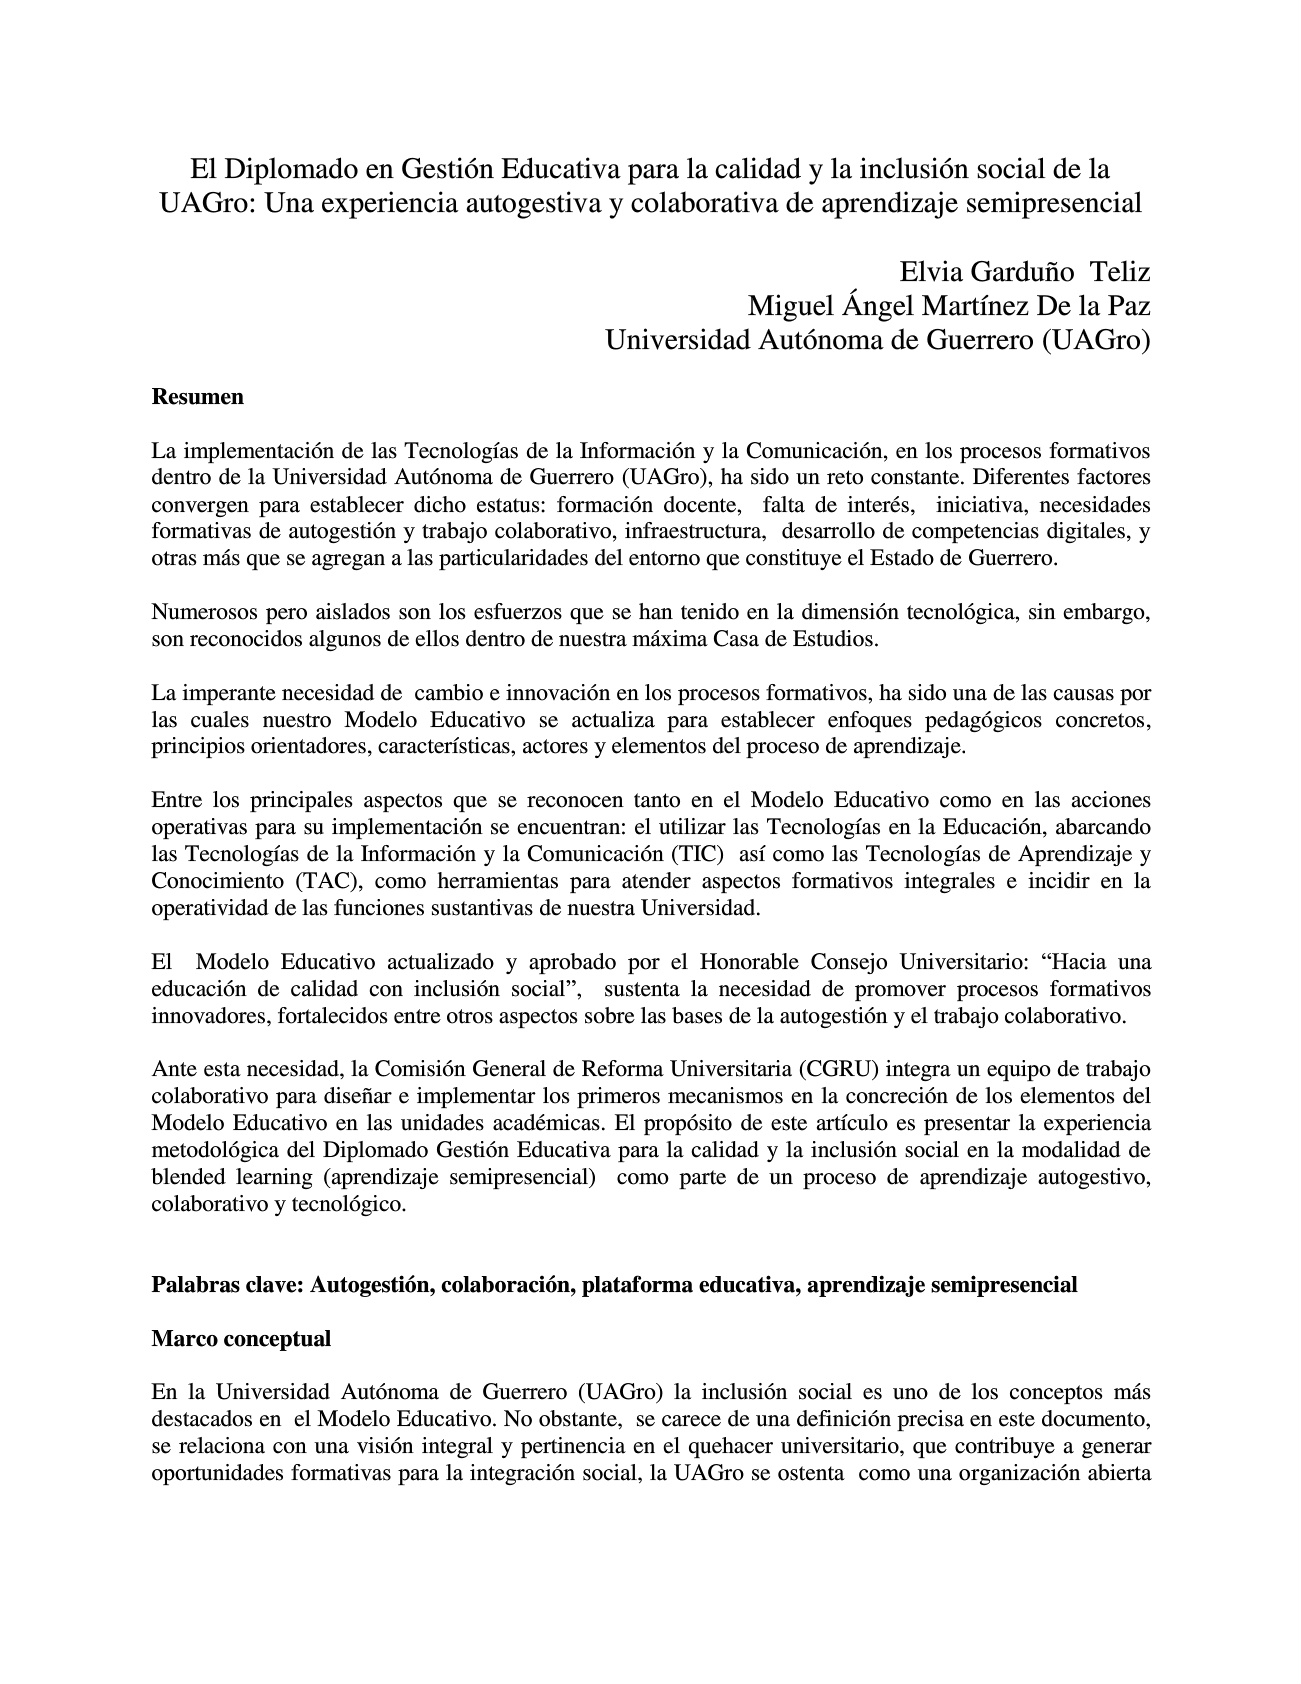 El Diplomado en Gestión Educativa para la calidad y la inclusión social de la
UAGro: Una experiencia autogestiva y colaborativa de aprendizaje semipresencial
Elvia Garduño  Teliz
Miguel Ángel Martínez De la Paz
Universidad Autónoma de Guerrero (UAGro)
Resumen
La implementación de las Tecnologías de la Información y la Comunicación, en los procesos formativos
dentro de la Universidad Autónoma de Guerrero (UAGro), ha sido un reto constante. Diferentes factores
convergen para establecer dicho estatus: formación docente,  falta de interés,  iniciativa, necesidades
formativas de autogestión y trabajo colaborativo, infraestructura,  desarrollo de competencias digitales, y
otras más que se agregan a las particularidades del entorno que constituye el Estado de Guerrero.
Numerosos pero aislados son los esfuerzos que se han tenido en la dimensión tecnológica, sin embargo,
son reconocidos algunos de ellos dentro de nuestra máxima Casa de Estudios.
La imperante necesidad de  cambio e innovación en los procesos formativos, ha sido una de las causas por
las cuales nuestro Modelo Educativo se actualiza para establecer enfoques pedagógicos concretos,
principios orientadores, características, actores y elementos del proceso de aprendizaje.
Entre los principales aspectos que se reconocen tanto en el Modelo Educativo como en las acciones
operativas para su implementación se encuentran: el utilizar las Tecnologías en la Educación, abarcando
las Tecnologías de la Información y la Comunicación (TIC)  así como las Tecnologías de Aprendizaje y
Conocimiento (TAC), como herramientas para atender aspectos formativos integrales e incidir en la
operatividad de las funciones sustantivas de nuestra Universidad.
El  Modelo Educativo actualizado y aprobado por el Honorable Consejo Universitario: “Hacia una
educación de calidad con inclusión social”,  sustenta la necesidad de promover procesos formativos
innovadores, fortalecidos entre otros aspectos sobre las bases de la autogestión y el trabajo colaborativo.
Ante esta necesidad, la Comisión General de Reforma Universitaria (CGRU) integra un equipo de trabajo
colaborativo para diseñar e implementar los primeros mecanismos en la concreción de los elementos del
Modelo Educativo en las unidades académicas. El propósito de este artículo es presentar la experiencia
metodológica del Diplomado Gestión Educativa para la calidad y la inclusión social en la modalidad de
blended learning (aprendizaje semipresencial)  como parte de un proceso de aprendizaje autogestivo,
colaborativo y tecnológico.
Palabras clave: Autogestión, colaboración, plataforma educativa, aprendizaje semipresencial
Marco conceptual
En la Universidad Autónoma de Guerrero (UAGro) la inclusión social es uno de los conceptos más
destacados en  el Modelo Educativo. No obstante,  se carece de una definición precisa en este documento,
se relaciona con una visión integral y pertinencia en el quehacer universitario, que contribuye a generar
oportunidades formativas para la integración social, la UAGro se ostenta  como una organización abierta